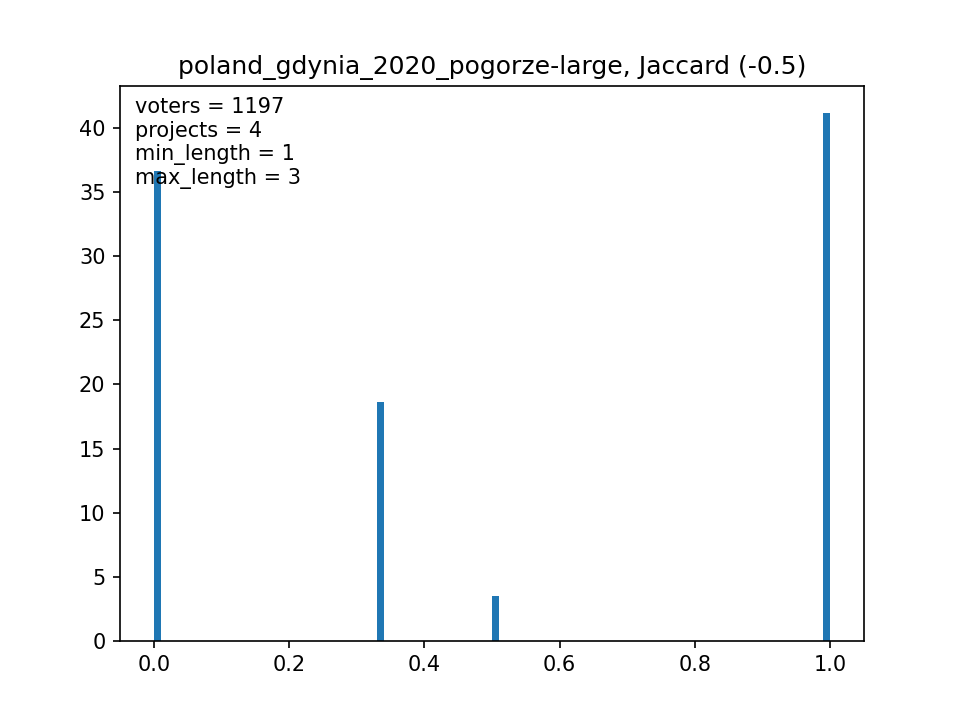 poland_gdynia_2020_pogorze-large, Jaccard (-0.5)
voters = 1197
projects = 4
min_length = 1
max_length = 3
40
35
30
25
20
15
10
5
0
0.0 0.2 0.4 0.6 0.8 1.0